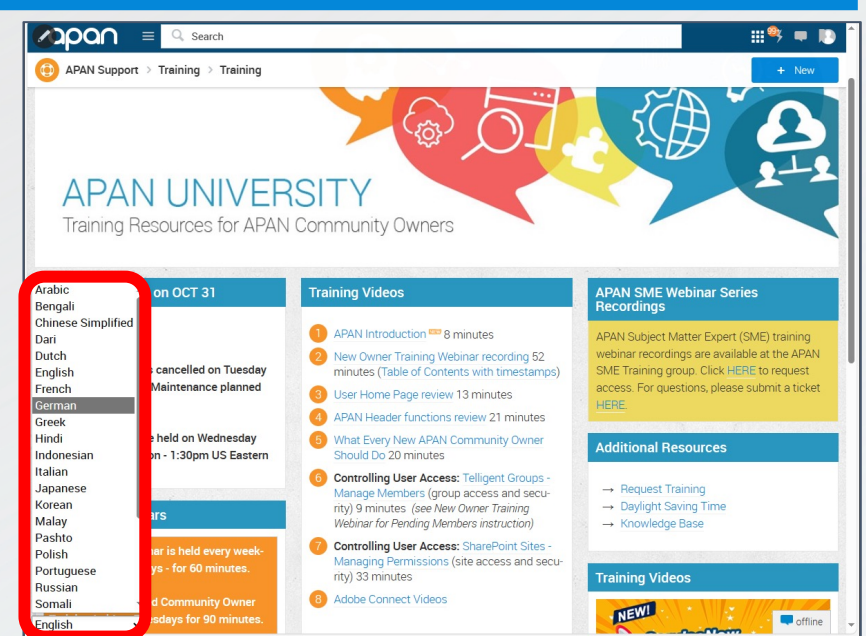 apan
Search
99+
APAN Support > Training > Training
+ New
APAN UNIVERSITY
Training Resources for APAN Community Owners
Arabic
Bengali
Chinese Simplified
Dari
Dutch
English
French
German
Greek
Hindi
Indonesian
Italian
Japanese
Korean
Malay
Pashto
Polish
Portuguese
Russian
Somali
English
on OCT 31
s cancelled on Tuesday
Maintenance planned
e held on Wednesday
on - 1:30pm US Eastern
ars
nar is held every week-
ys - for 60 minutes.
d Community Owner
sdays for 90 minutes.
Training Videos
1 APAN Introduction 8 minutes
2 New Owner Training Webinar recording 52
minutes (Table of Contents with timestamps)
3 User Home Page review 13 minutes
4 APAN Header functions review 21 minutes
5 What Every New APAN Community Owner
Should Do 20 minutes
6 Controlling User Access: Telligent Groups -
Manage Members (group access and secu-
rity) 9 minutes (see New Owner Training
Webinar for Pending Members instruction)
7 Controlling User Access: SharePoint Sites -
Managing Permissions (site access and secu-
rity) 33 minutes
8 Adobe Connect Videos
APAN SME Webinar Series
Recordings
APAN Subject Matter Expert (SME) training
webinar recordings are available at the APAN
SME Training group. Click HERE to request
access. For questions, please submit a ticket
HERE.
Additional Resources
→ Request Training
→ Daylight Saving Time
→ Knowledge Base
Training Videos
NEW!
offline